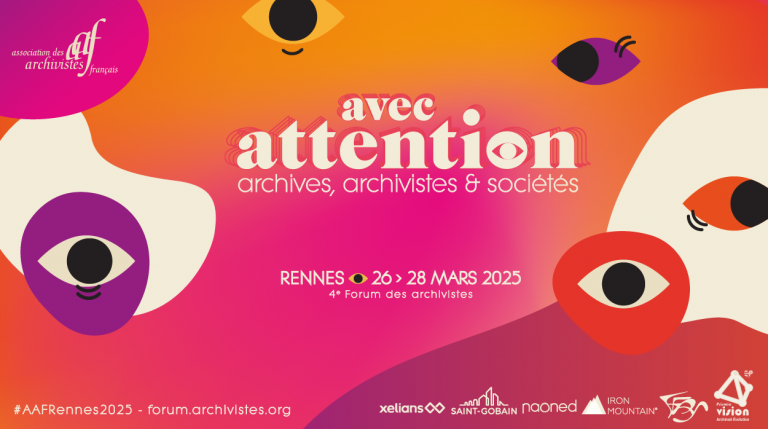 association des
aaf
archivistes
français
avec
attention
archives, archivistes & sociétés
RENNES 26 > 28 MARS 2025
4e Forum des archivistes
#AAFRennes2025 - forum.archivistes.org
xelians
SAINT-GOBAIN
naoned
IRON
MOUNTAIN®
vision